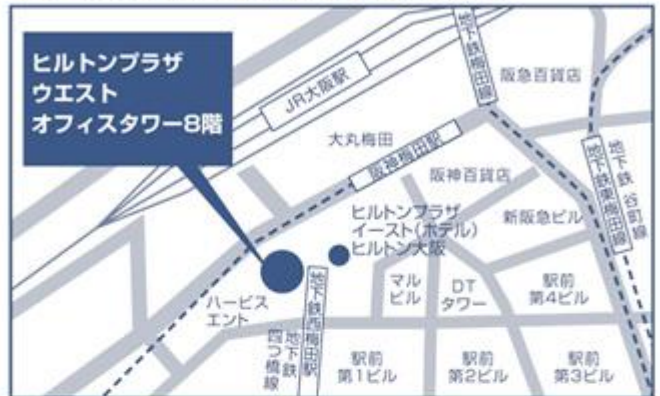 ヒルトンプラザ
ウエスト
オフィスタワー8階
JR大阪駅
地下鉄梅田線
阪急百貨店
大丸梅田
阪神梅田駅
阪神百貨店
地下鉄 谷町線
地下鉄東梅田線
ヒルトンプラザ
イースト(ホテル)
ヒルトン大阪
新阪急ビル
マル
ビル
DT
タワー
駅前
第4ビル
ハービス
エント
地下鉄西梅田駅
地下鉄
四つ橋線
駅前
第1ビル
駅前
第2ビル
駅前
第3ビル